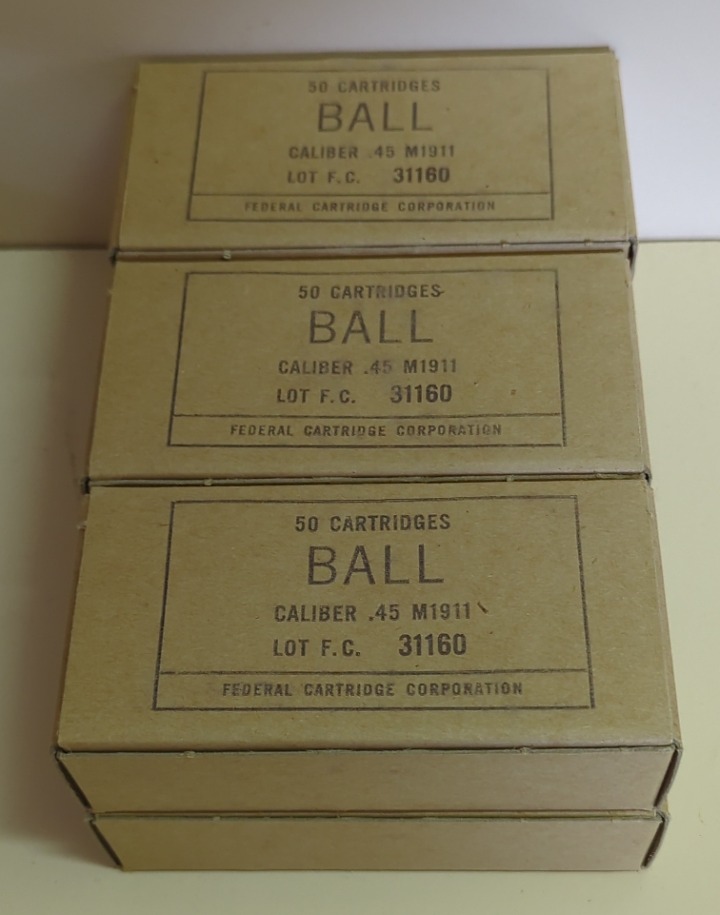 50 CARTRIDGES
BALL
CALIBER .45 M1911
LOT F.C. 31160
FEDERAL CARTRIDGE CORPORATION
50 CARTRIDGES
BALL
CALIBER .45 M1911
LOT F.C. 31160
FEDERAL CARTRIDGE CORPORATION
50 CARTRIDGES
BALL
CALIBER .45 M1911
LOT F.C. 31160
FEDERAL CARTRIDGE CORPORATION